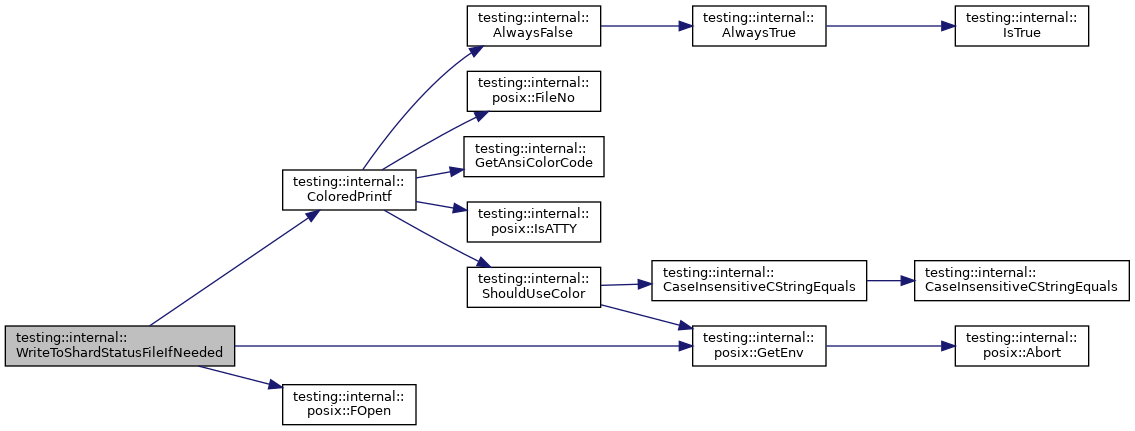 testing::internal::
AlwaysFalse
testing::internal::
AlwaysTrue
testing::internal::
IsTrue
testing::internal::
posix::FileNo
testing::internal::
GetAnsiColorCode
testing::internal::
ColoredPrintf
testing::internal::
posix::IsATTY
testing::internal::
ShouldUseColor
testing::internal::
CaseInsensitiveCStringEquals
testing::internal::
CaseInsensitiveCStringEquals
testing::internal::
WriteToShardStatusFileIfNeeded
testing::internal::
posix::GetEnv
testing::internal::
posix::Abort
testing::internal::
posix::FOpen